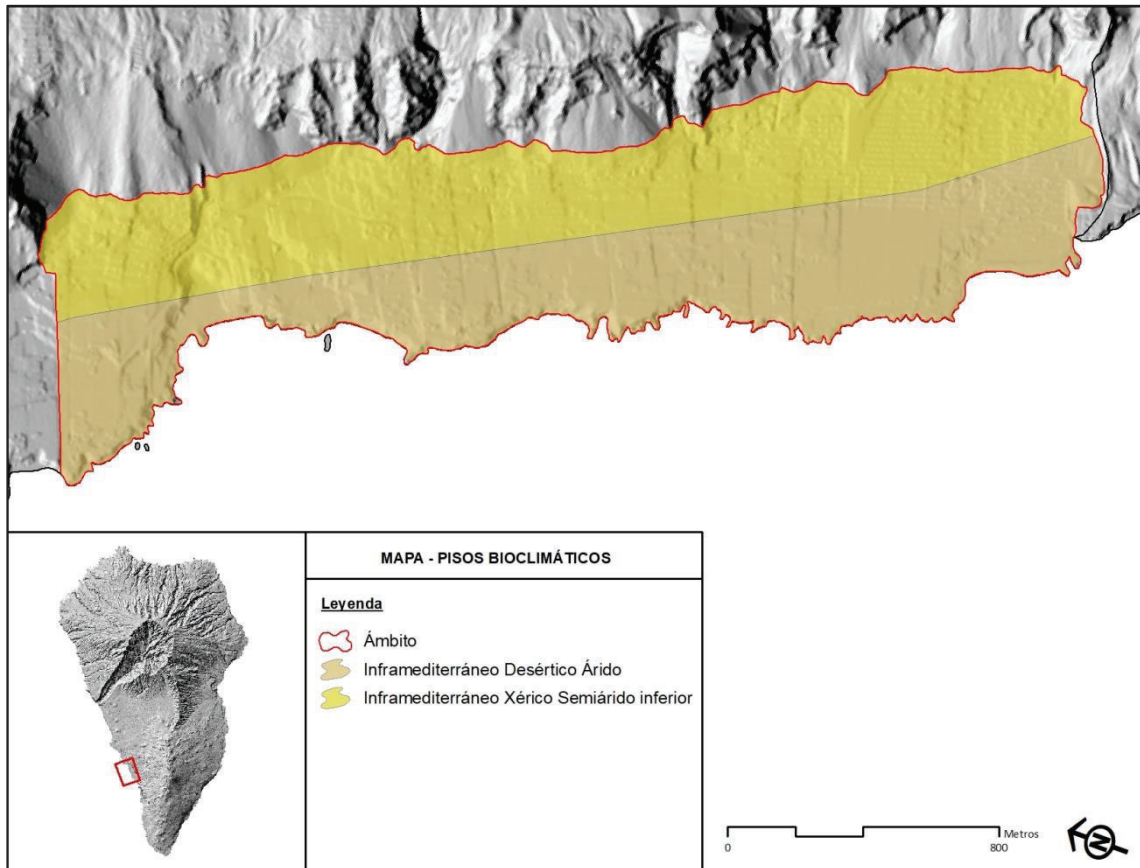 MAPA - PISOS BIOCLIMÁTICOS
Leyenda
Ámbito
Inframediterráneo Desértico Árido
Inframediterráneo Xérico Semiárido inferior
Metros
0 800
N